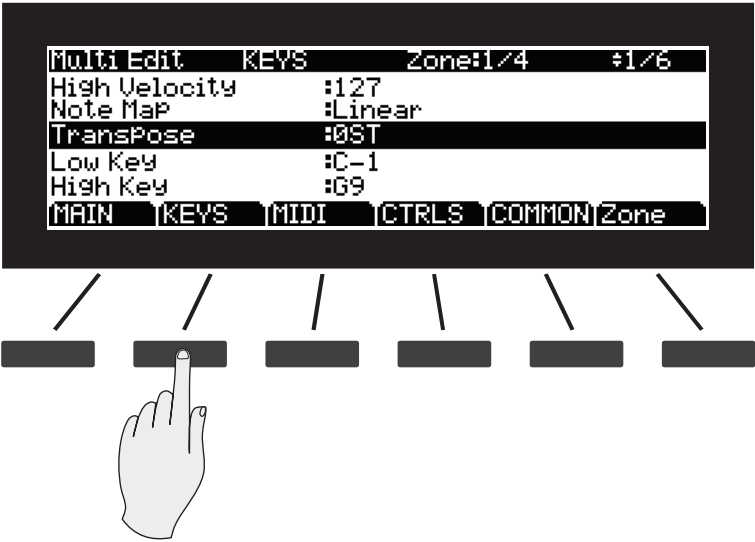 Multi Edit KEYS Zone:1/4 ÷1/6
High Velocity :127
Note Map :Linear
Transpose :0ST
Low Key :C-1
High Key :G9
MAIN KEYS MIDI CTRLS COMMON Zone